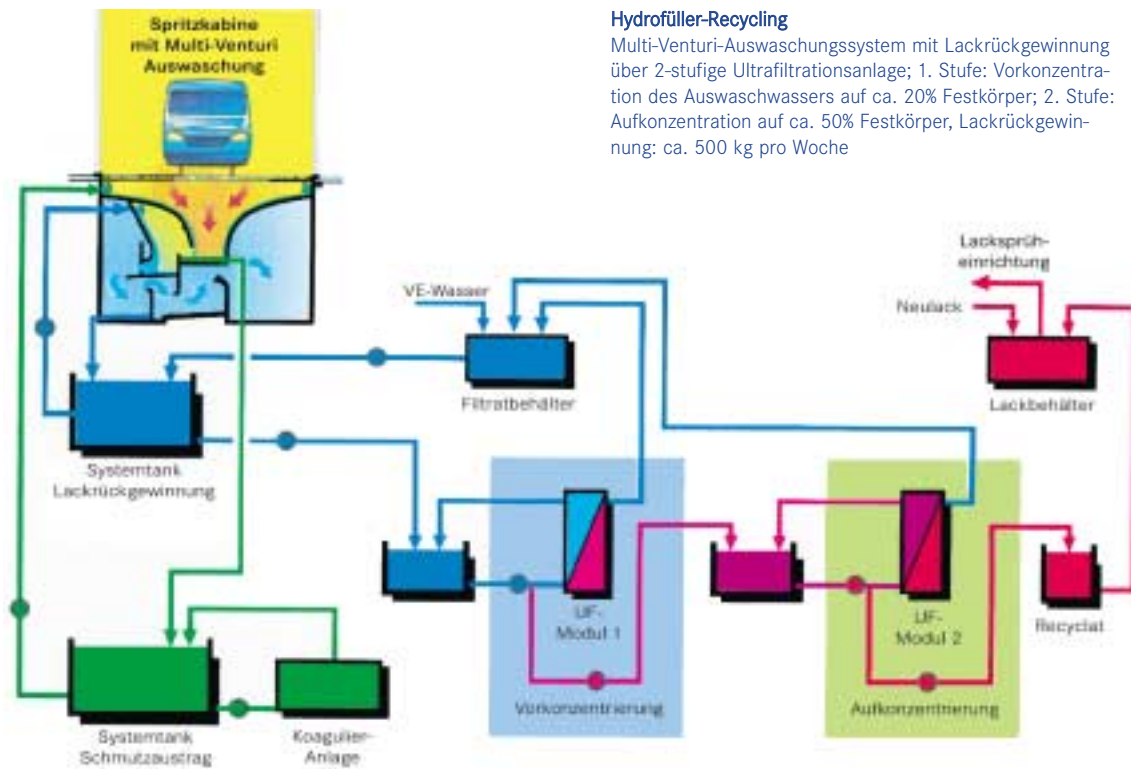 Spritzkabine
mit Multi-Venturi
Auswaschung
Hydrofüller-Recycling
Multi-Venturi-Auswaschungssystem mit Lackrückgewinnung
über 2-stufige Ultrafiltrationsanlage; 1. Stufe: Vorkonzentra-
tion des Auswaschwassers auf ca. 20% Festkörper; 2. Stufe:
Aufkonzentration auf ca. 50% Festkörper, Lackrückgewin-
nung: ca. 500 kg pro Woche
Lacksprüh-
einrichtung
VE-Wasser
Neulack
Filtratbehälter
Lackbehälter
Systemtank
Lackrückgewinnung
UF-
Modul 1
UF-
Modul 2
Recyclat
Vorkonzentrierung
Aufkonzentrierung
Systemtank
Schmutzaustrag
Koagulier-
Anlage